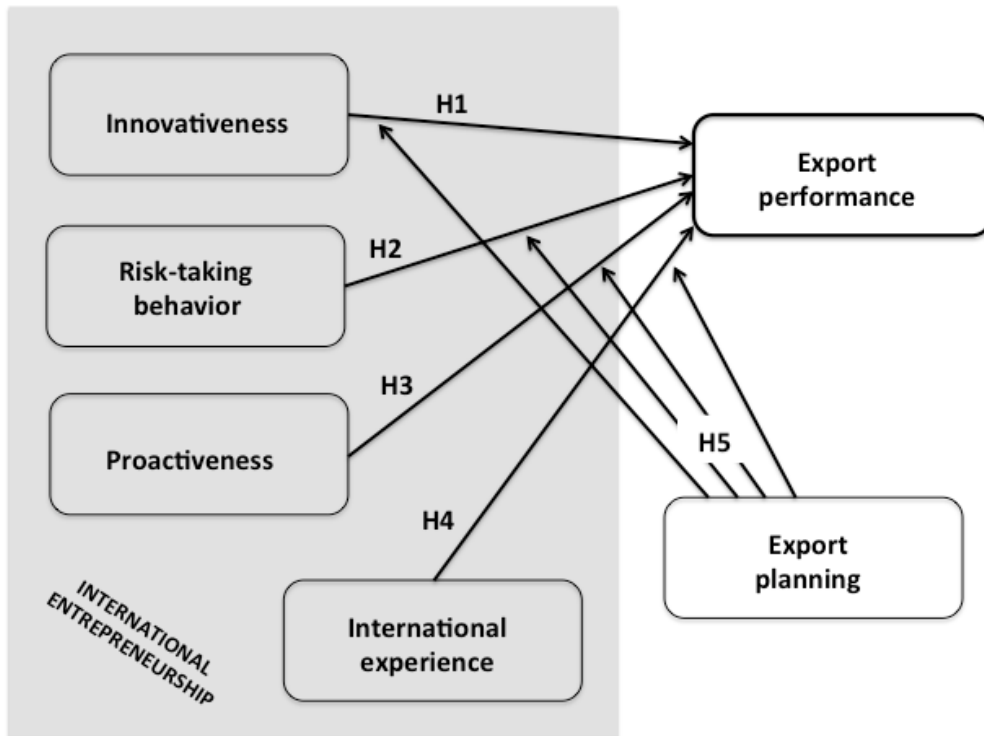 Innovativeness
H1
Export
performance
Risk-taking
behavior
H2
Proactiveness
H3
H5
H4
Export
planning
International
experience
INTERNATIONAL
ENTREPRENEURSHIP